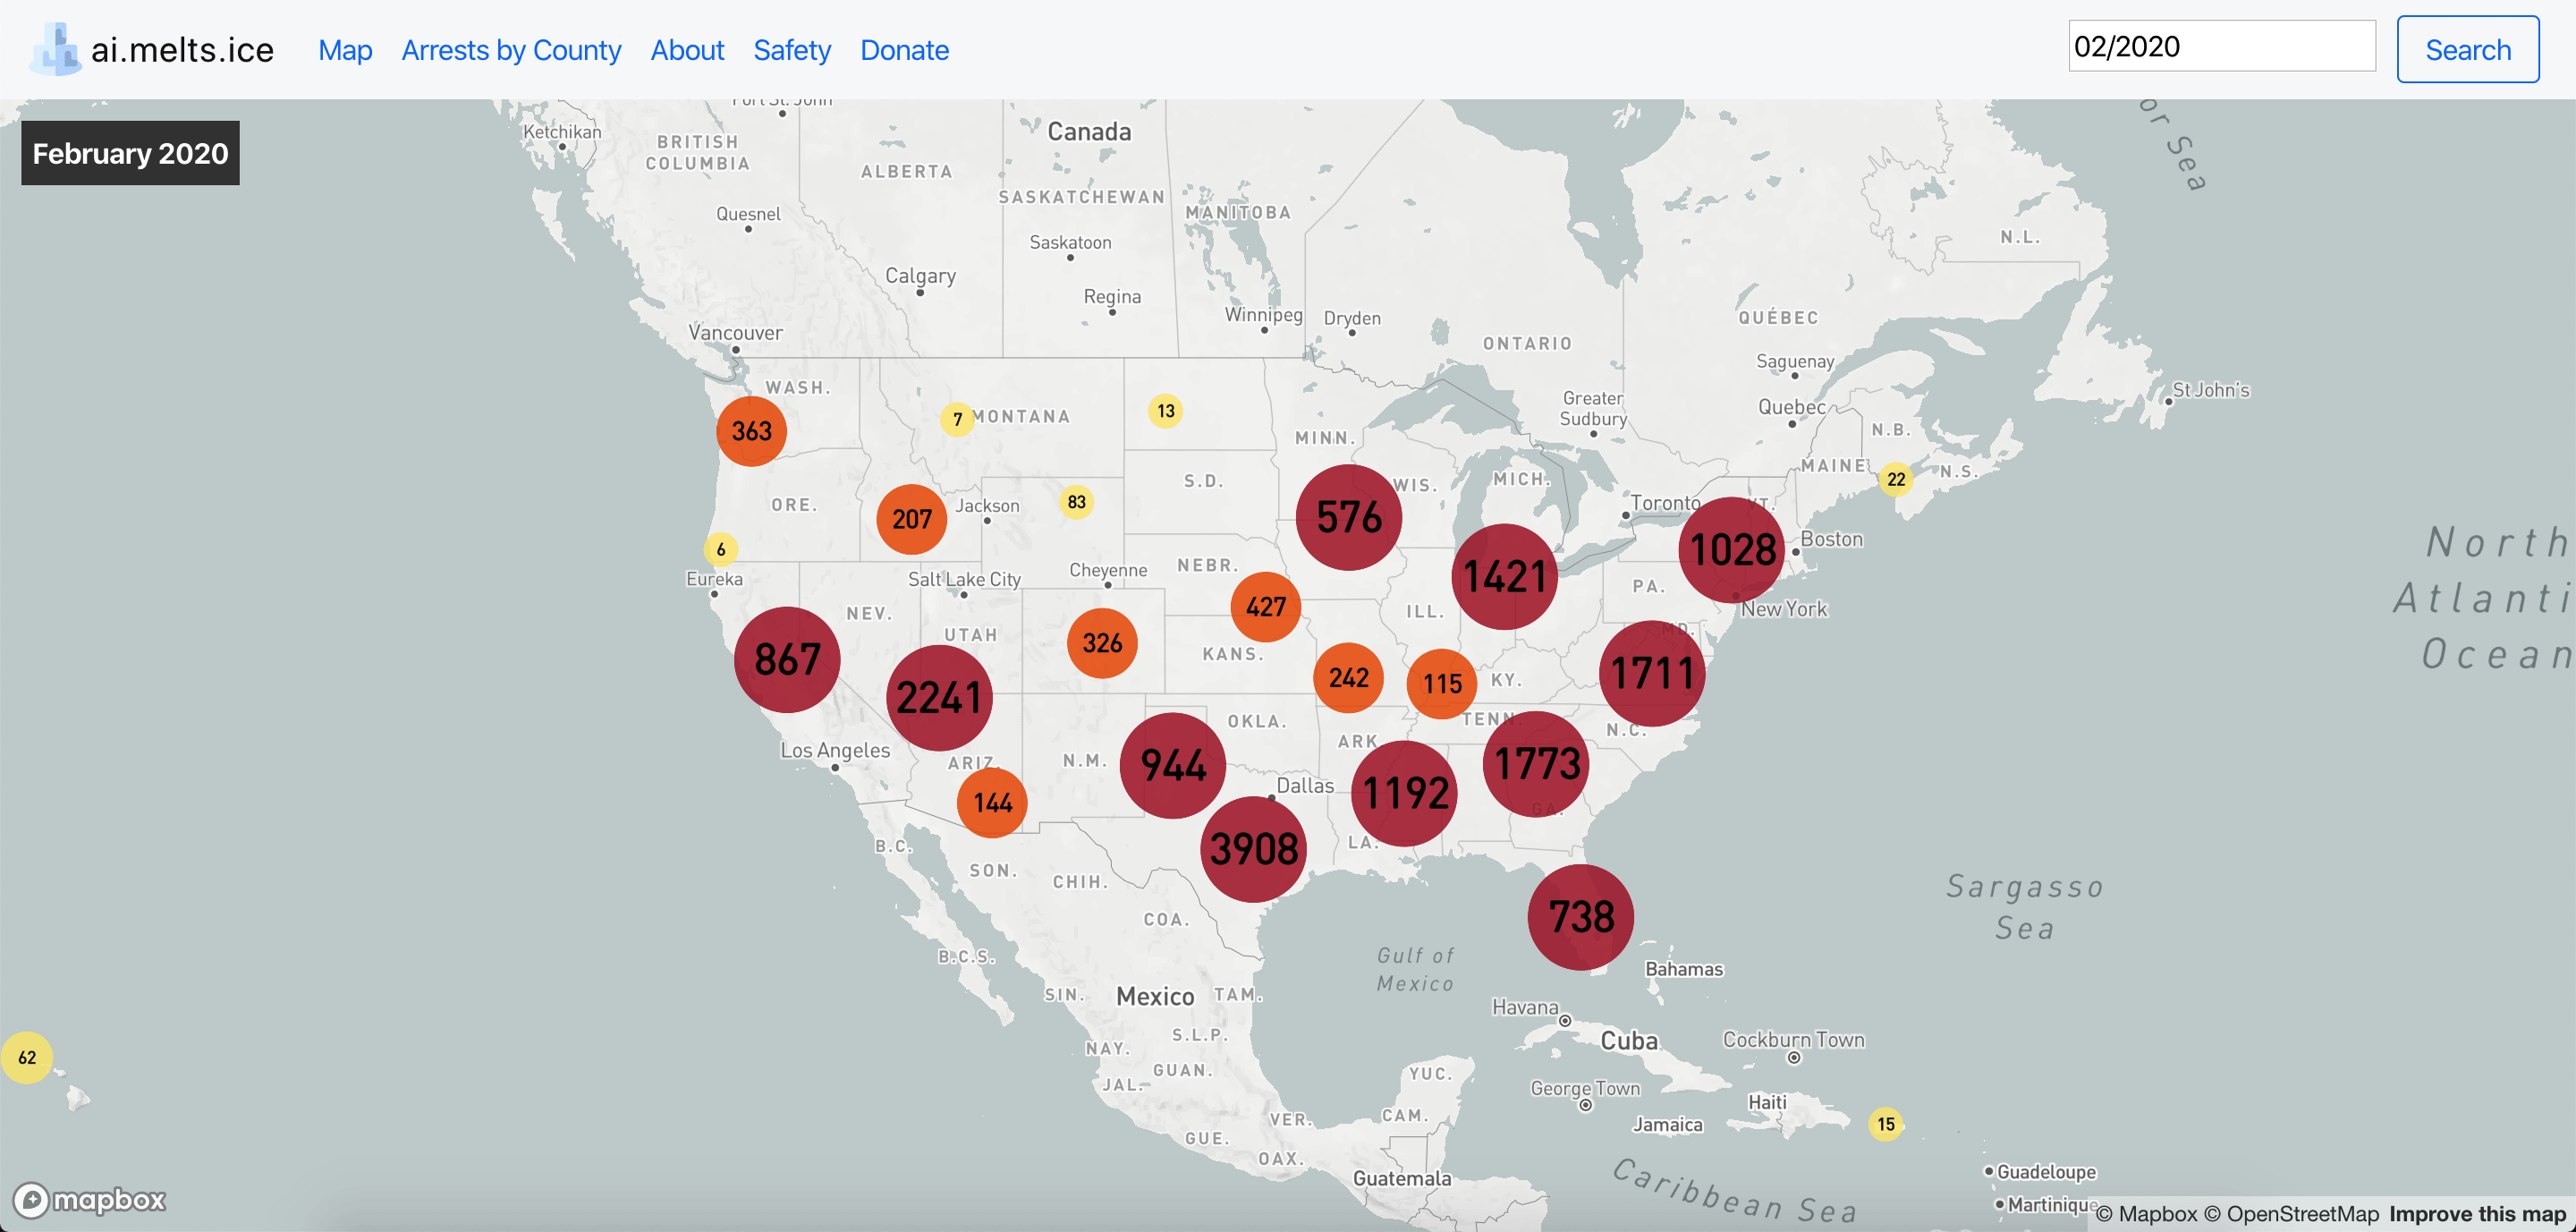 ai.melts.ice Map Arrests by County About Safety Donate 02/2020 Search
February 2020
Fort St. John
Ketchikan
BRITISH
COLUMBIA
Canada
ALBERTA
SASKATCHEWAN
MANITOBA
Quesnel
Saskatoon
Calgary
Regina
Winnipeg
Dryden
N.L.
QUÉBEC
ONTARIO
Vancouver
Saguenay
St John's
WASH.
363
7
MONTANA
13
MINN.
Greater
Sudbury
Quebec
N.B.
MAINE
22
N.S.
ORE.
207
Jackson
83
S.D.
576
WIS.
MICH.
Toronto
VT.
1028
Boston
North
Atlanti
Ocean
6
Eureka
Salt Lake City
Cheyenne
NEBR.
1421
PA.
New York
NEV.
427
ILL.
MD.
867
UTAH
326
KANS.
242
115
KY.
1711
2241
OKLA.
TENN.
N.C.
Los Angeles
ARIZ.
N.M.
944
ARK.
1773
144
Dallas
1192
GA.
3908
LA.
B.C.
SON.
CHIH.
COA.
738
Sargasso
Sea
B.C.S.
Gulf of
Mexico
Bahamas
SIN.
Mexico
TAM.
Havana
Cuba
Cockburn Town
S.L.P.
NAY.
62
GUAN.
JAL.
YUC.
George Town
Haiti
VER.
CAM.
Jamaica
15
GUE.
OAX.
Guatemala
Caribbean Sea
Guadeloupe
Martinique
mapbox
© Mapbox © OpenStreetMap Improve this map